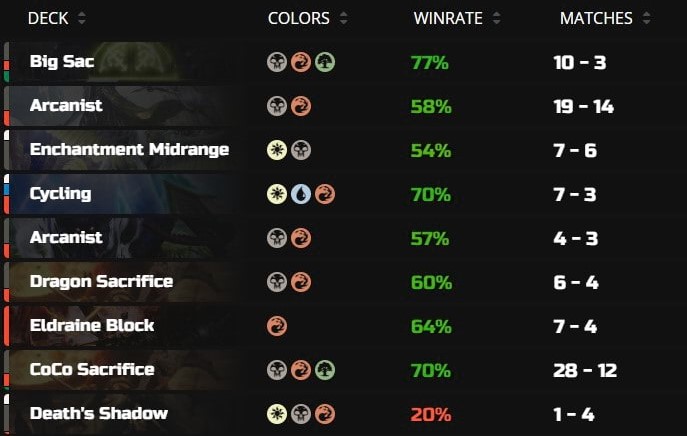 DECK COLORS WINRATE MATCHES
Big Sac 77% 10 - 3
Arcanist 58% 19 - 14
Enchantment Midrange 54% 7 - 6
Cycling 70% 7 - 3
Arcanist 57% 4 - 3
Dragon Sacrifice 60% 6 - 4
Eldraine Block 64% 7 - 4
CoCo Sacrifice 70% 28 - 12
Death's Shadow 20% 1 - 4